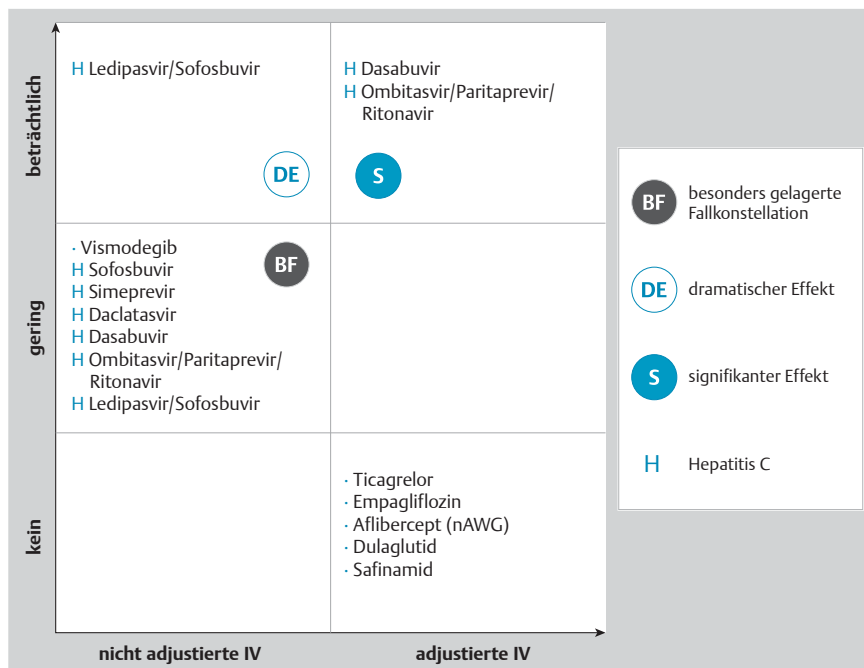 beträchtlich
H Ledipasvir/Sofosbuvir
DE
H Dasabuvir
H Ombitasvir/Paritaprevir/
Ritonavir
S
gering
· Vismodegib
H Sofosbuvir
H Simeprevir
H Daclatasvir
H Dasabuvir
H Ombitasvir/Paritaprevir/
Ritonavir
H Ledipasvir/Sofosbuvir
BF
kein
· Ticagrelor
· Empagliflozin
· Aflibercept (nAWG)
· Dulaglutid
· Safinamid
nicht adjustierte IV
adjustierte IV
BF besonders gelagerte
Fallkonstellation
DE dramatischer Effekt
S signifikanter Effekt
H Hepatitis C